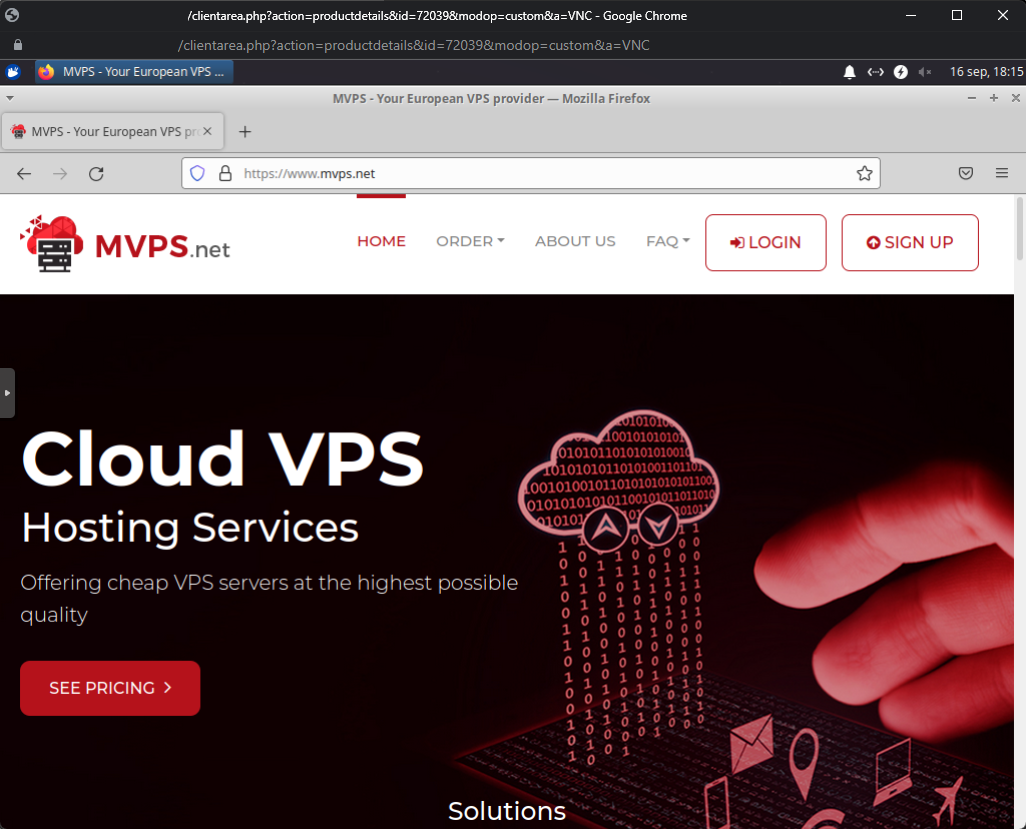 /clientarea.php?action=productdetails&id=72039&modop=custom&a=VNC - Google Chrome
/clientarea.php?action=productdetails&id=72039&modop=custom&a=VNC
MVPS - Your European VPS ...
16 sep, 18:15
MVPS - Your European VPS provider — Mozilla Firefox
MVPS - Your European VPS pr
https://www.mvps.net
MVPS.net
HOME
ORDER
ABOUT US
FAQ
LOGIN
SIGN UP
Cloud VPS
Hosting Services
Offering cheap VPS servers at the highest possible
quality
SEE PRICING
Solutions